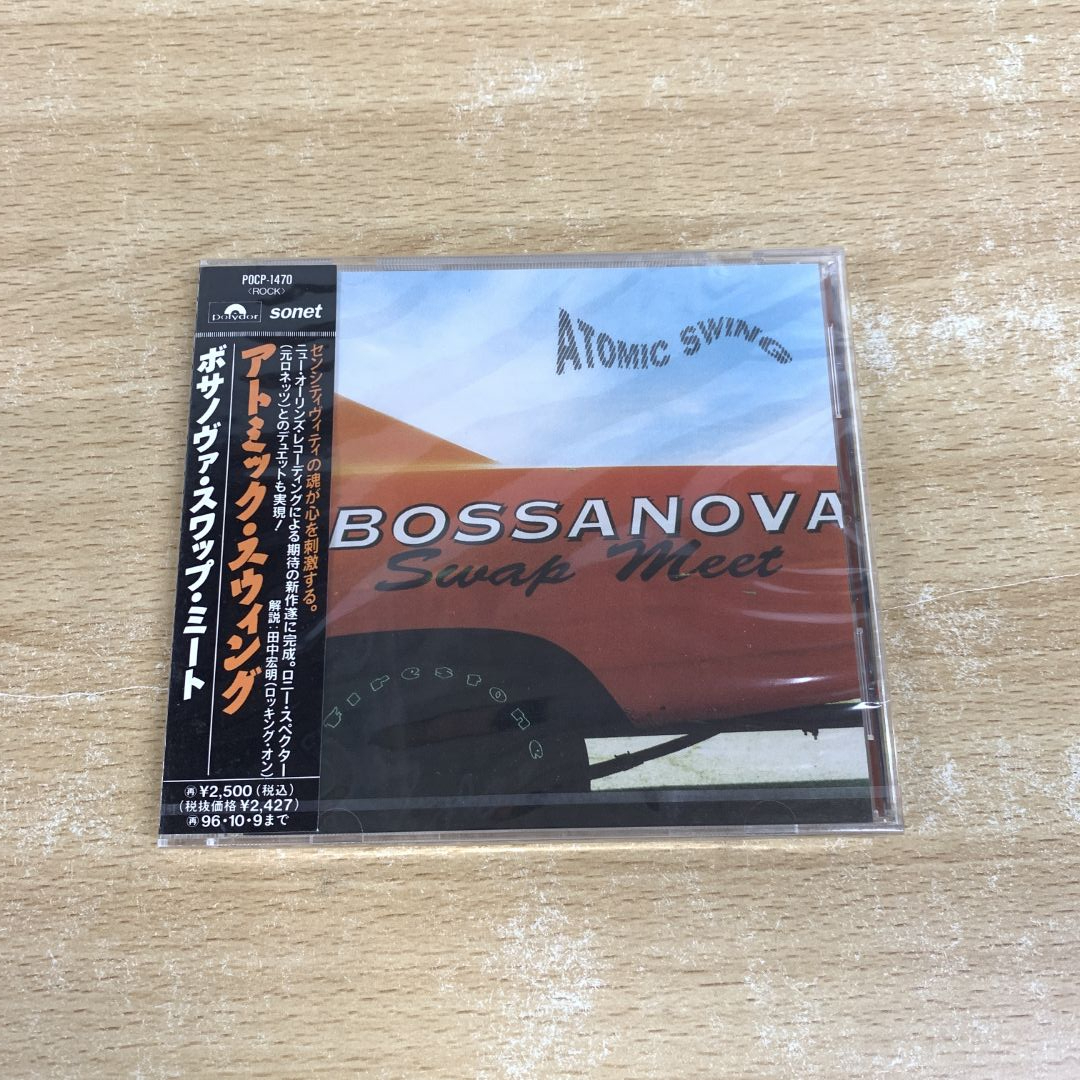 POCP-1470
〈ROCK〉
polydor sonet
センシティヴィティの魂が心を刺激する。
ニュー・オーリンズ・レコーディングによる期待の新作遂に完成。ロニー・スペクター
(元ロネッツ)とのデュエットも実現!
解説:田中宏明(ロッキング・オン)
アトミック・スウィング
ボサノヴァ・スワップ・ミート
再¥2,500(税込)
(税抜価格¥2,427)
再96・10・9まで
ATOMIC SWING
BOSSANOVA
Swap Meet
Firestone